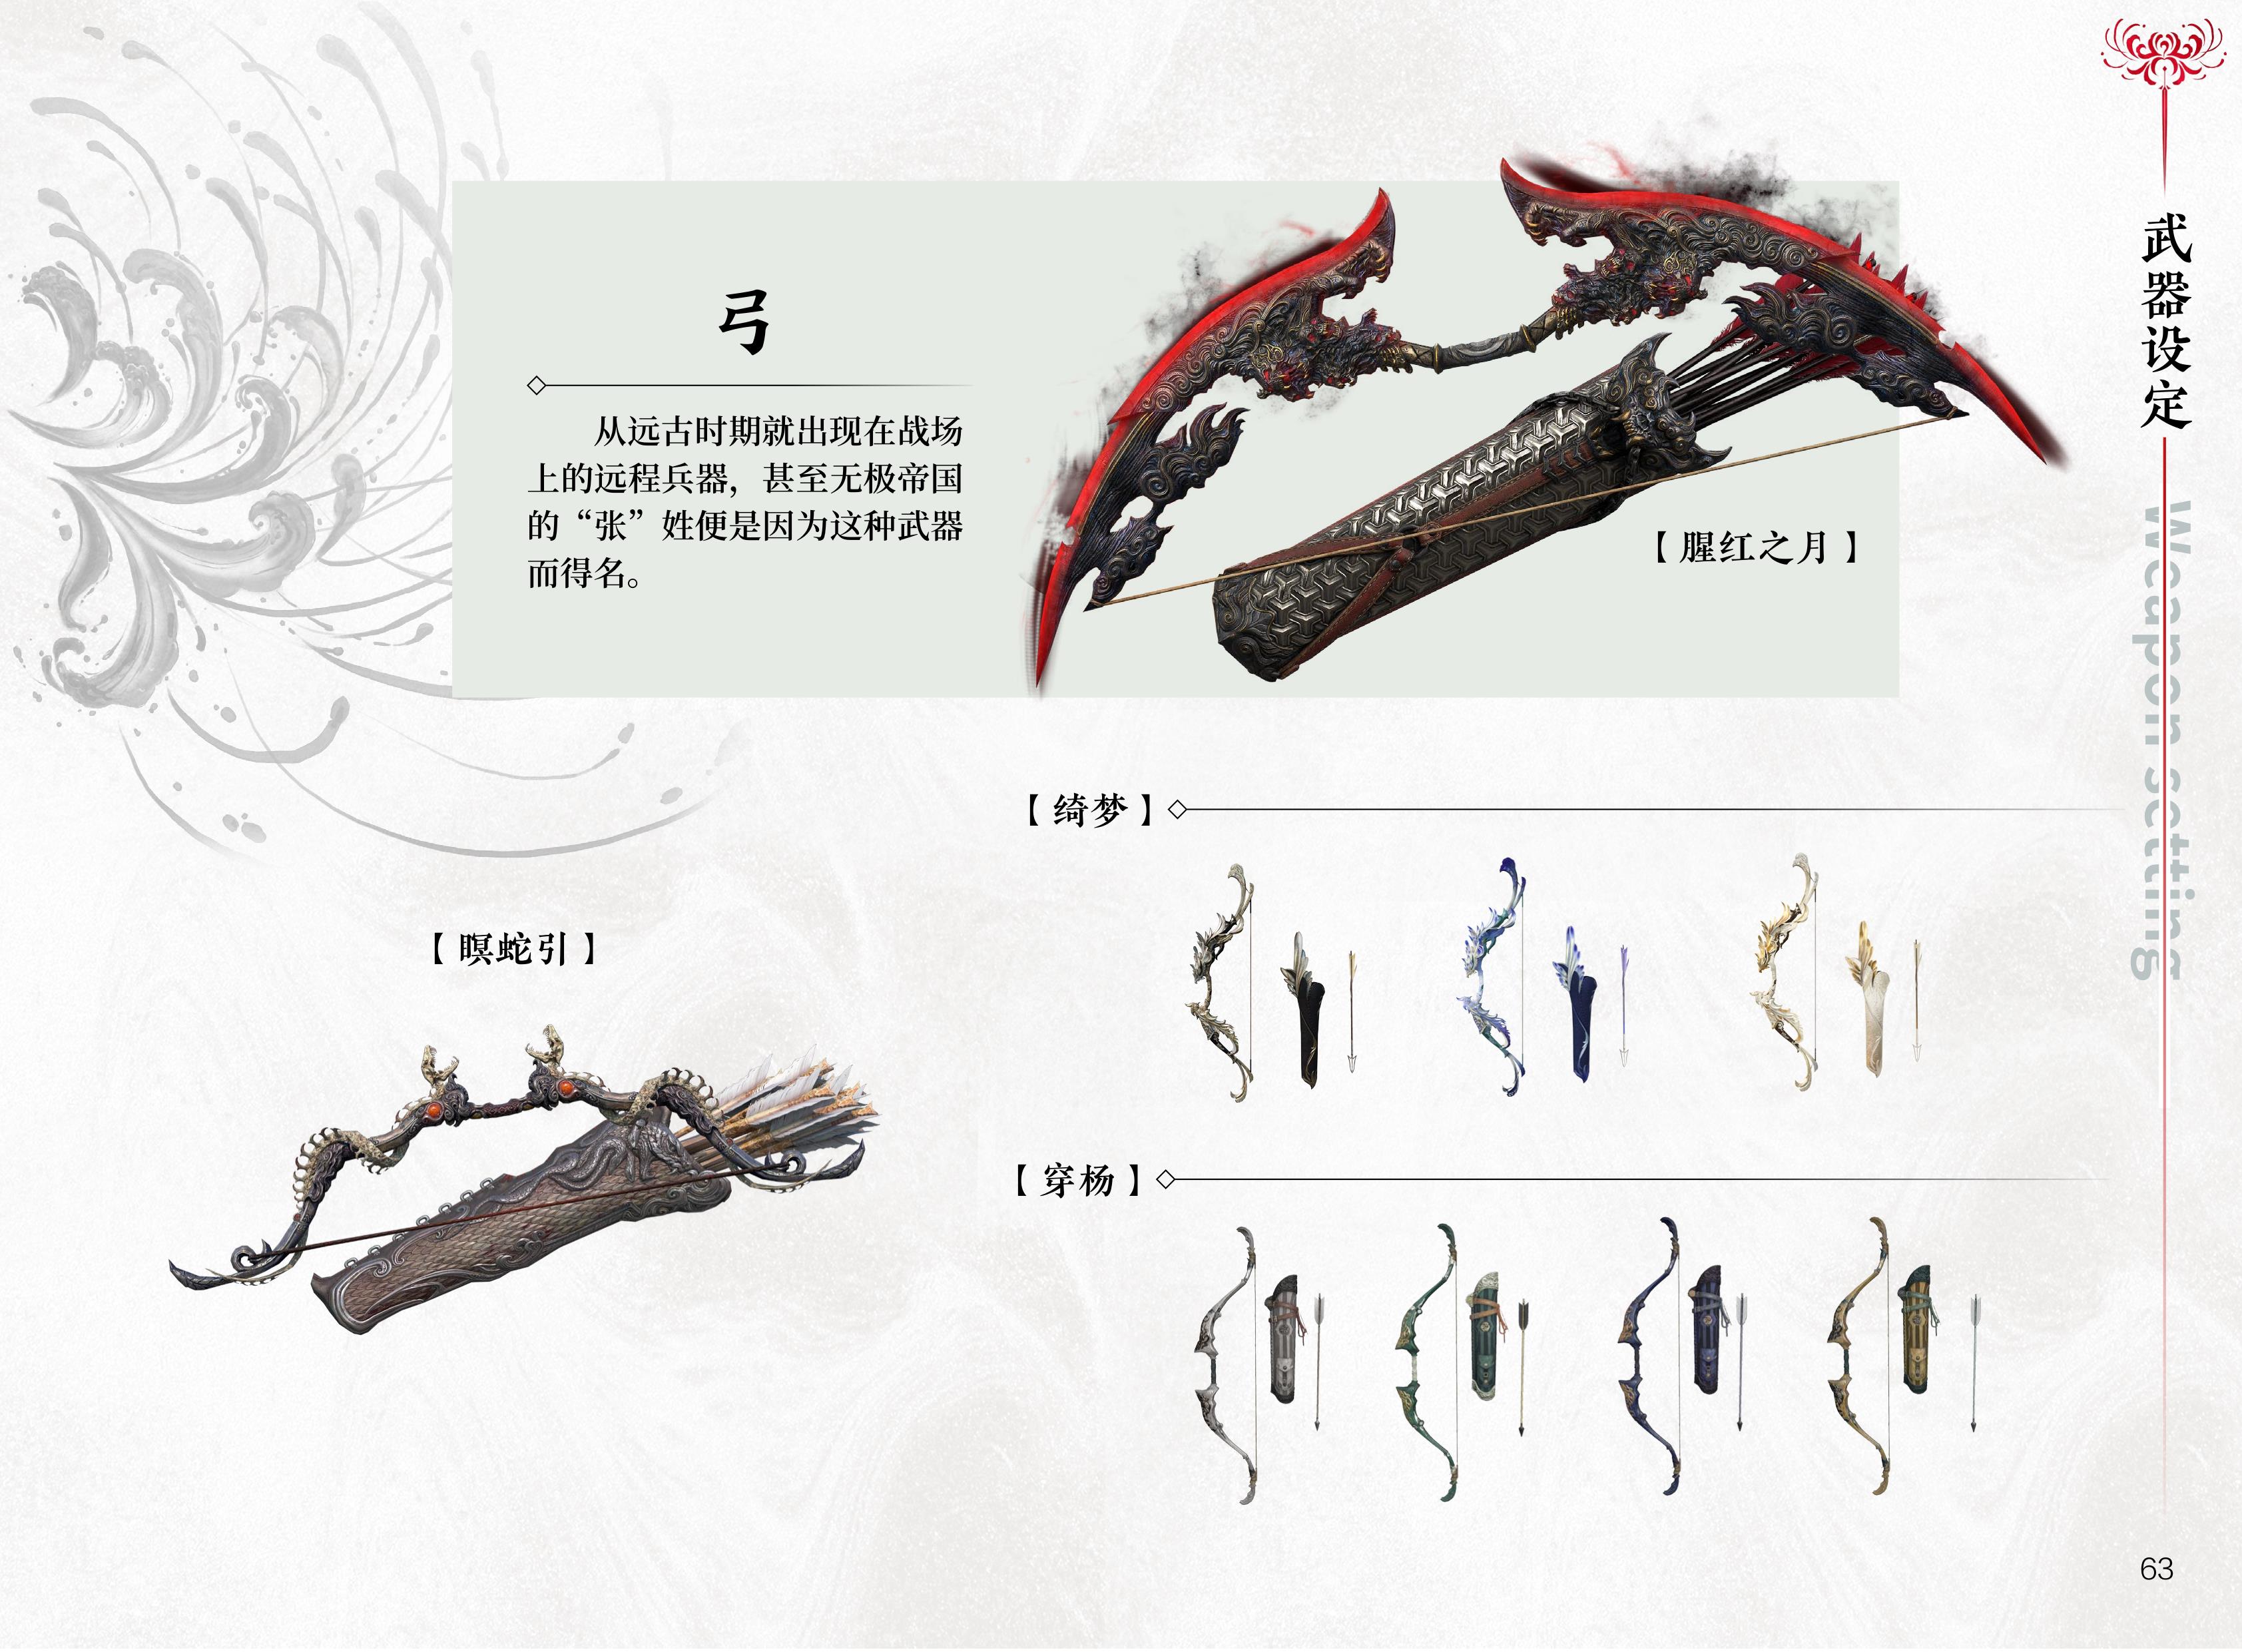 弓
从远古时期就出现在战场
上的远程兵器，甚至无极帝国
的“张”姓便是因为这种武器
而得名。
【腥红之月】
【瞑蛇引】
【绮梦】
【穿杨】
武器设定
Weapon setting
63